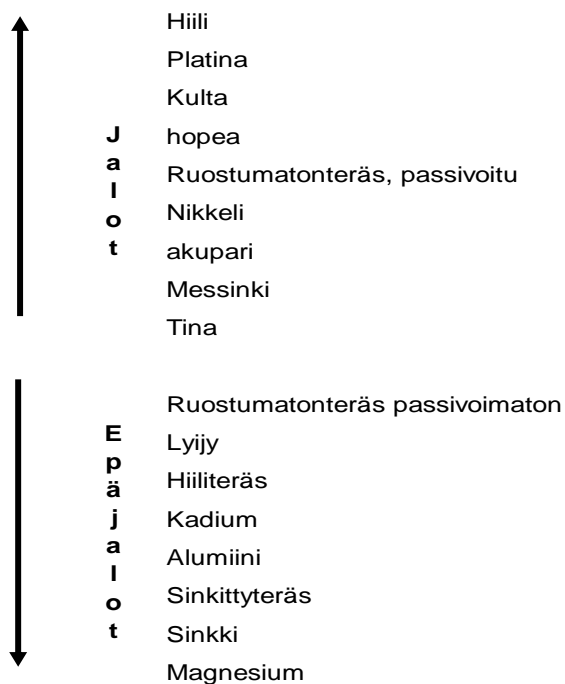 Hiili
Platina
Kulta
hopea
Ruostumatonteräs, passivoitu
Nikkeli
akupari
Messinki
Tina
Jalot
Ruostumatonteräs passivoimaton
Lyijy
Hiiliteräs
Kadium
Alumiini
Sinkittyteräs
Sinkki
Magnesium
Epäjalot